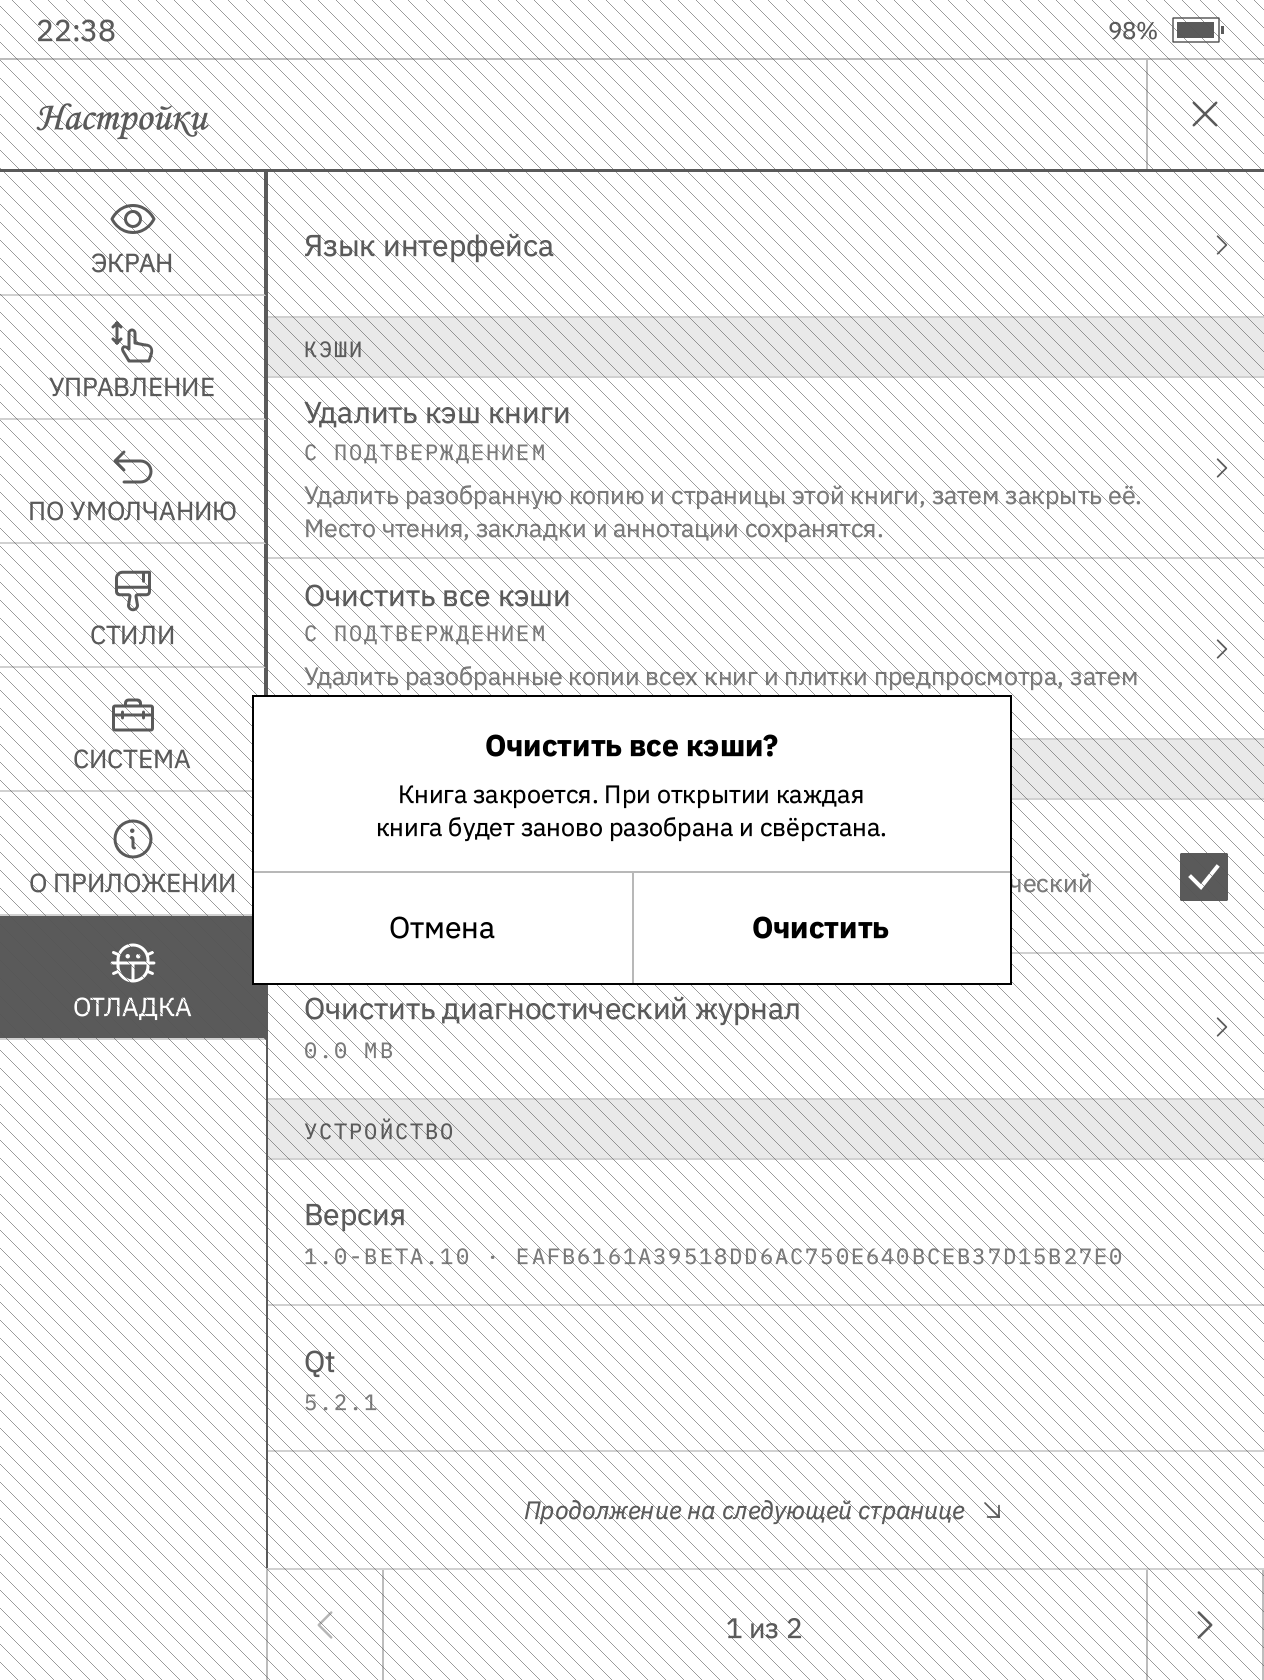 22:38
98%
Настройки
ЭКРАН
УПРАВЛЕНИЕ
ПО УМОЛЧАНИЮ
СТИЛИ
СИСТЕМА
О ПРИЛОЖЕНИИ
ОТЛАДКА
Язык интерфейса
КЭШИ
Удалить кэш книги
С ПОДТВЕРЖДЕНИЕМ
Удалить разобранную копию и страницы этой книги, затем закрыть её.
Место чтения, закладки и аннотации сохранятся.
Очистить все кэши
С ПОДТВЕРЖДЕНИЕМ
Удалить разобранные копии всех книг и плитки предпросмотра, затем
Очистить все кэши?
Книга закроется. При открытии каждая
книга будет заново разобрана и свёрстана.
Отмена
Очистить
Очистить диагностический журнал
0.0 MB
УСТРОЙСТВО
Версия
1.0-BETA.10 · EAFB6161A39518DD6AC750E640BCEB37D15B27E0
Qt
5.2.1
Продолжение на следующей странице
1 из 2